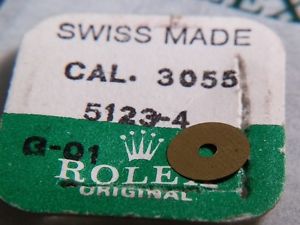 SWISS MADE
CAL. 3055
5123-4
G-01
ROLEX
ORIGINAL